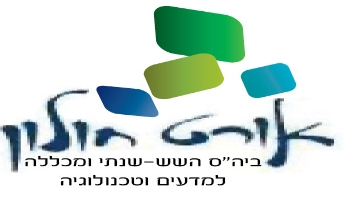 אורט חולון
ביה"ס השש-שנתי ומכללה
למדעים וטכנולוגיה